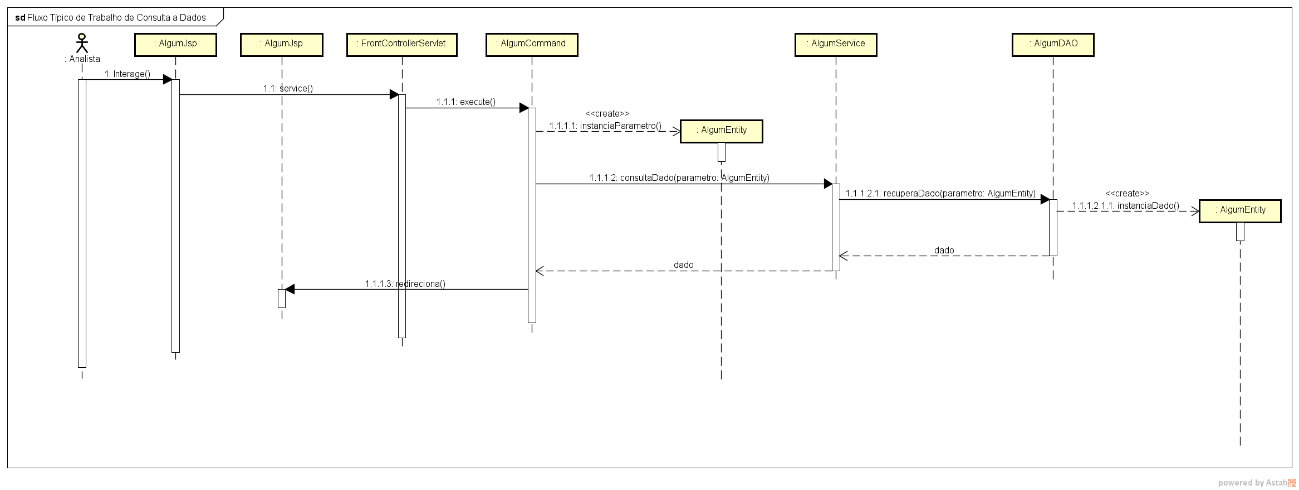 sd Fluxo Típico de Trabalho de Consulta a Dados
: Analista
: AlgumJsp
: AlgumJsp
: FrontControllerServlet
: AlgumCommand
: AlgumService
: AlgumDAO
1: Interage()
1.1: service()
1.1.1: execute()
<<create>>
1.1.1.1: instanciaParametro()
: AlgumEntity
1.1.1.2: consultaDado(parametro: AlgumEntity)
1.1.1.2.1: recuperaDado(parametro: AlgumEntity)
<<create>>
1.1.1.2.1.1: instanciaDado()
: AlgumEntity
dado
dado
1.1.1.3: redireciona()
powered by Astah